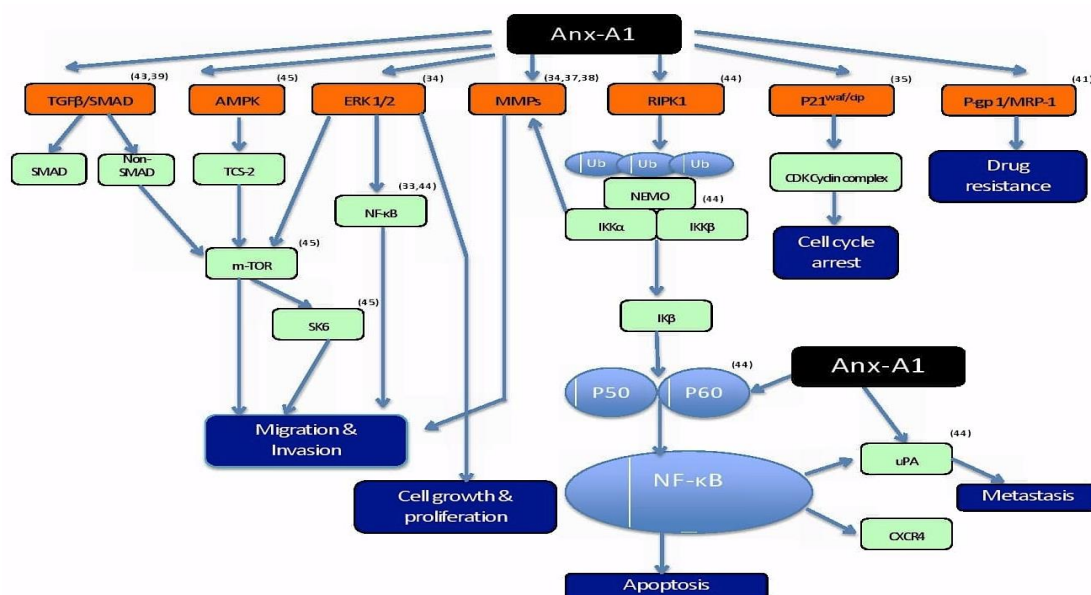 Anx-A1
(43,39)
(45)
(34)
(34,37,38)
(44)
(35)
(41)
TGFβ/SMAD
AMPK
ERK 1/2
MMPs
RIPK1
P21waf/cip
P-gp 1/MRP-1
SMAD
Non-
SMAD
TCS-2
Ub
Ub
Ub
CDK Cyclin complex
Drug
resistance
NEMO
(33,44)
(44)
NF-κB
IKKα
IKKβ
Cell cycle
arrest
(45)
m-TOR
(45)
SK6
IKβ
(44)
Anx-A1
P50
P60
Migration &
Invasion
(44)
uPA
NF-κB
Cell growth &
proliferation
Metastasis
CXCR4
Apoptosis